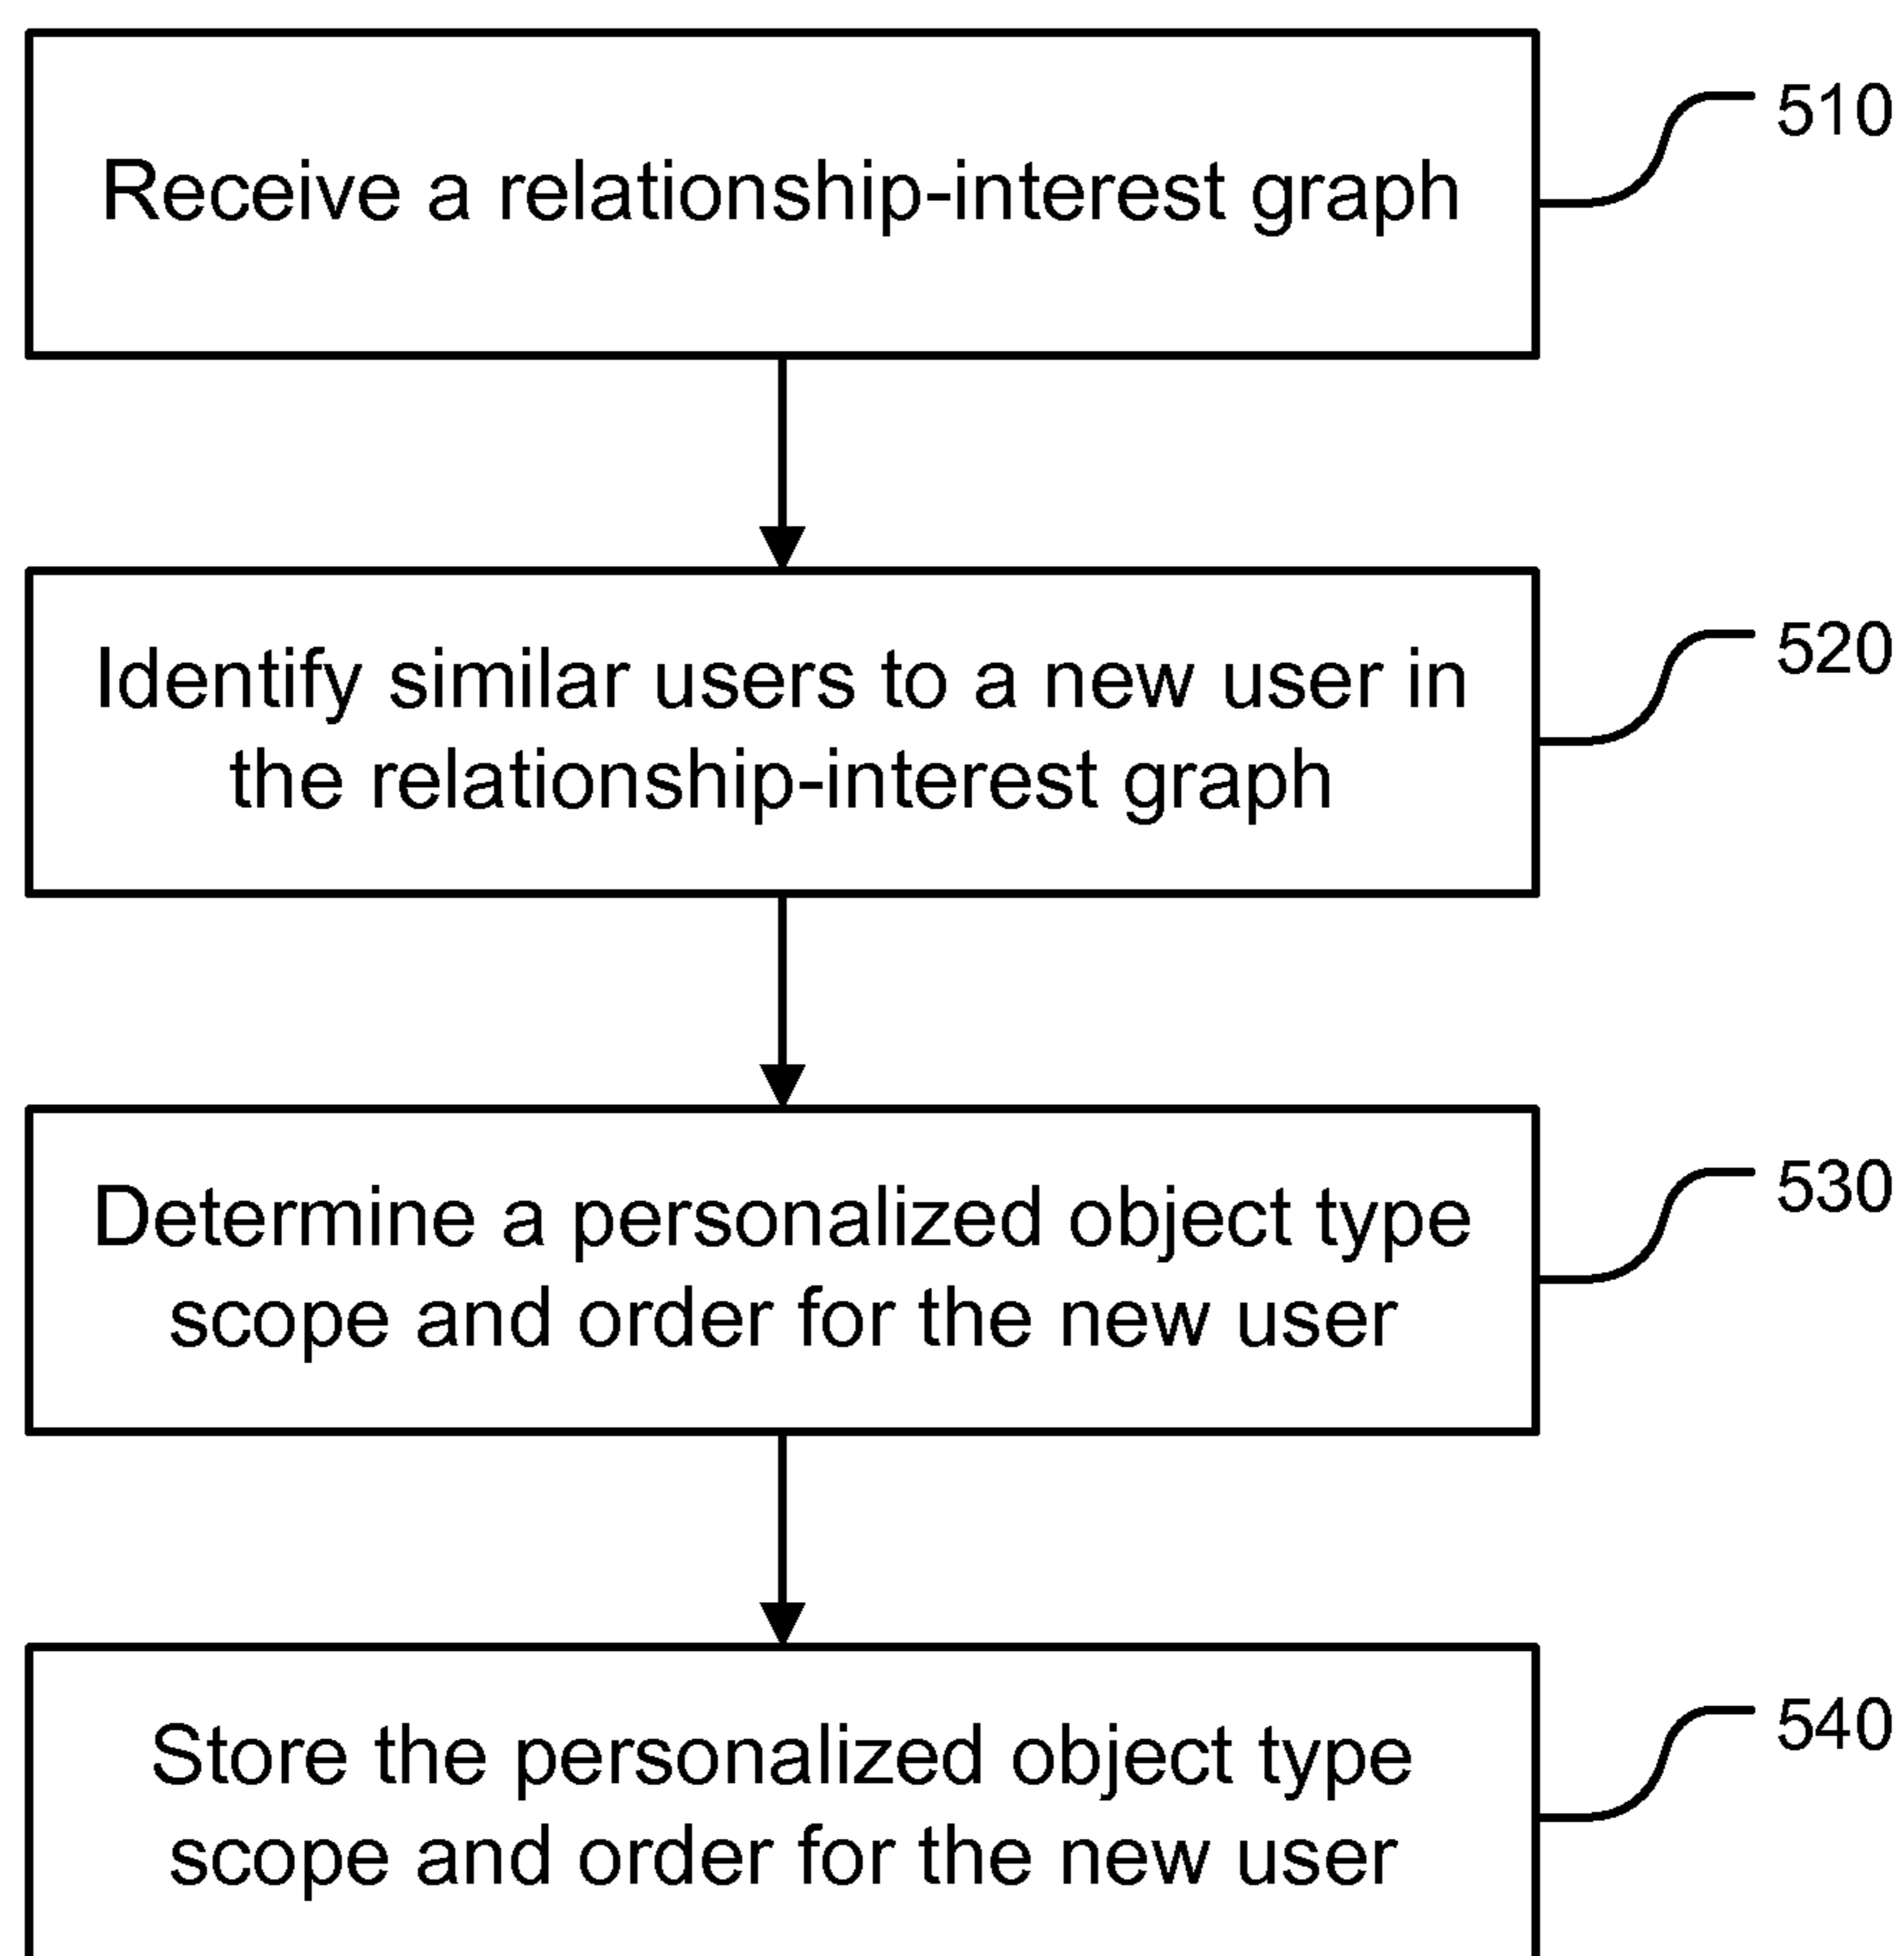 Receive a relationship-interest graph
510
Identify similar users to a new user in
the relationship-interest graph
520
Determine a personalized object type
scope and order for the new user
530
Store the personalized object type
scope and order for the new user
540